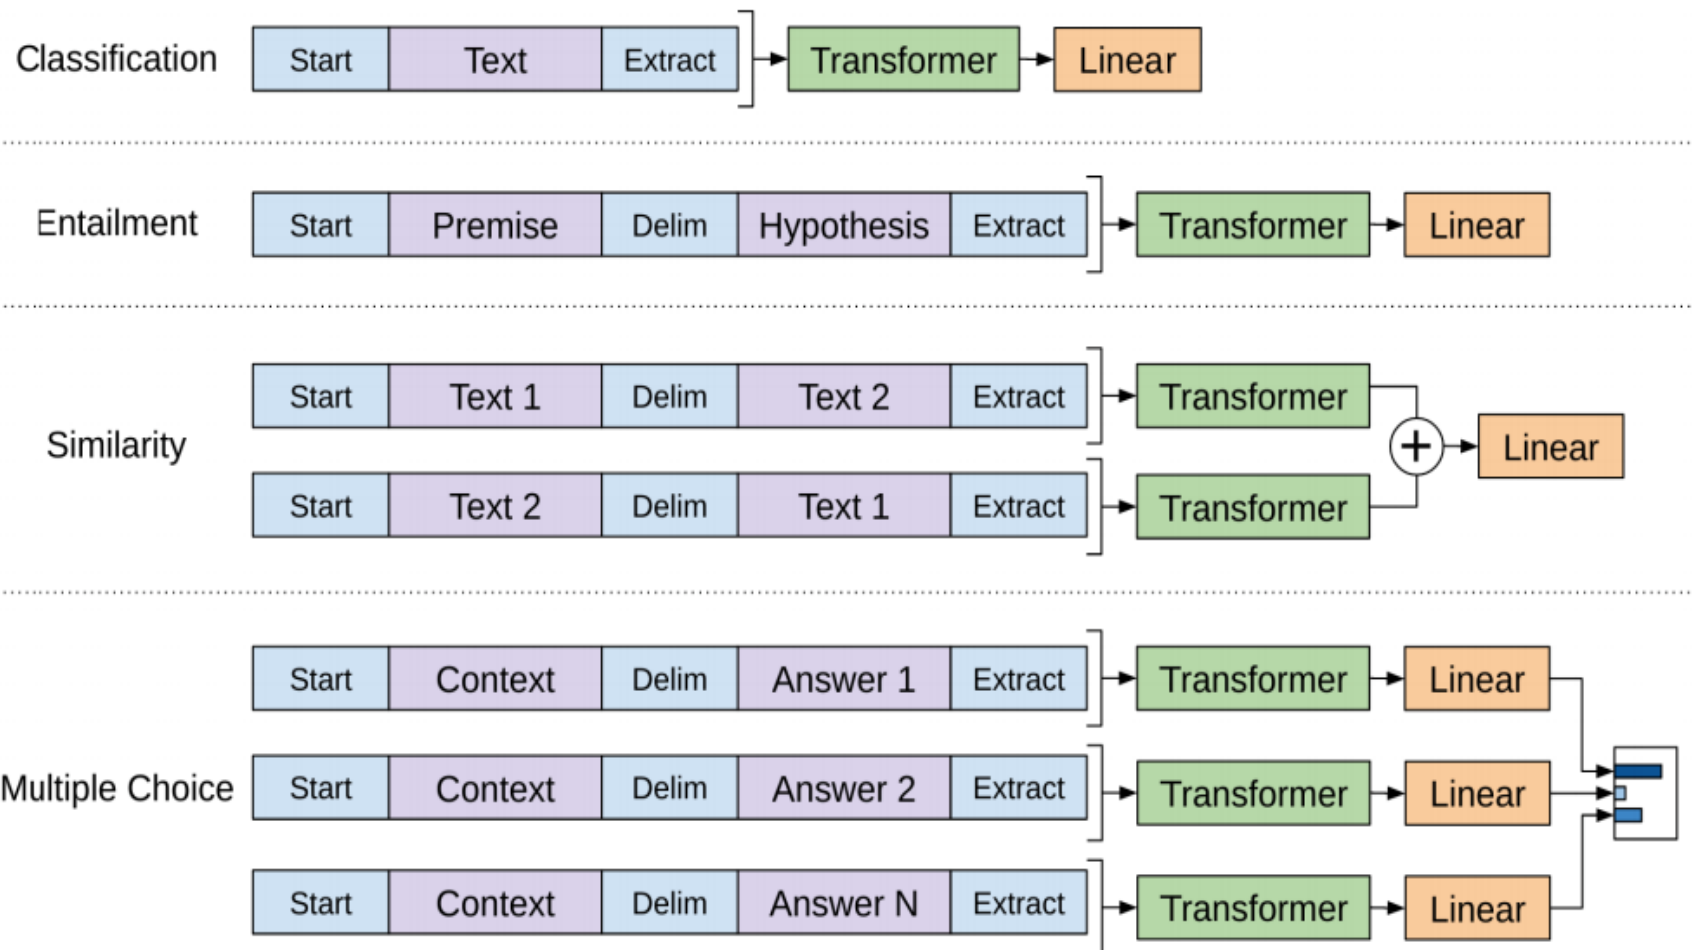 Classification Start Text Extract Transformer Linear
Entailment Start Premise Delim Hypothesis Extract Transformer Linear
Start Text 1 Delim Text 2 Extract Transformer
Similarity + Linear
Start Text 2 Delim Text 1 Extract Transformer
Start Context Delim Answer 1 Extract Transformer Linear
Multiple Choice Start Context Delim Answer 2 Extract Transformer Linear
Start Context Delim Answer N Extract Transformer Linear